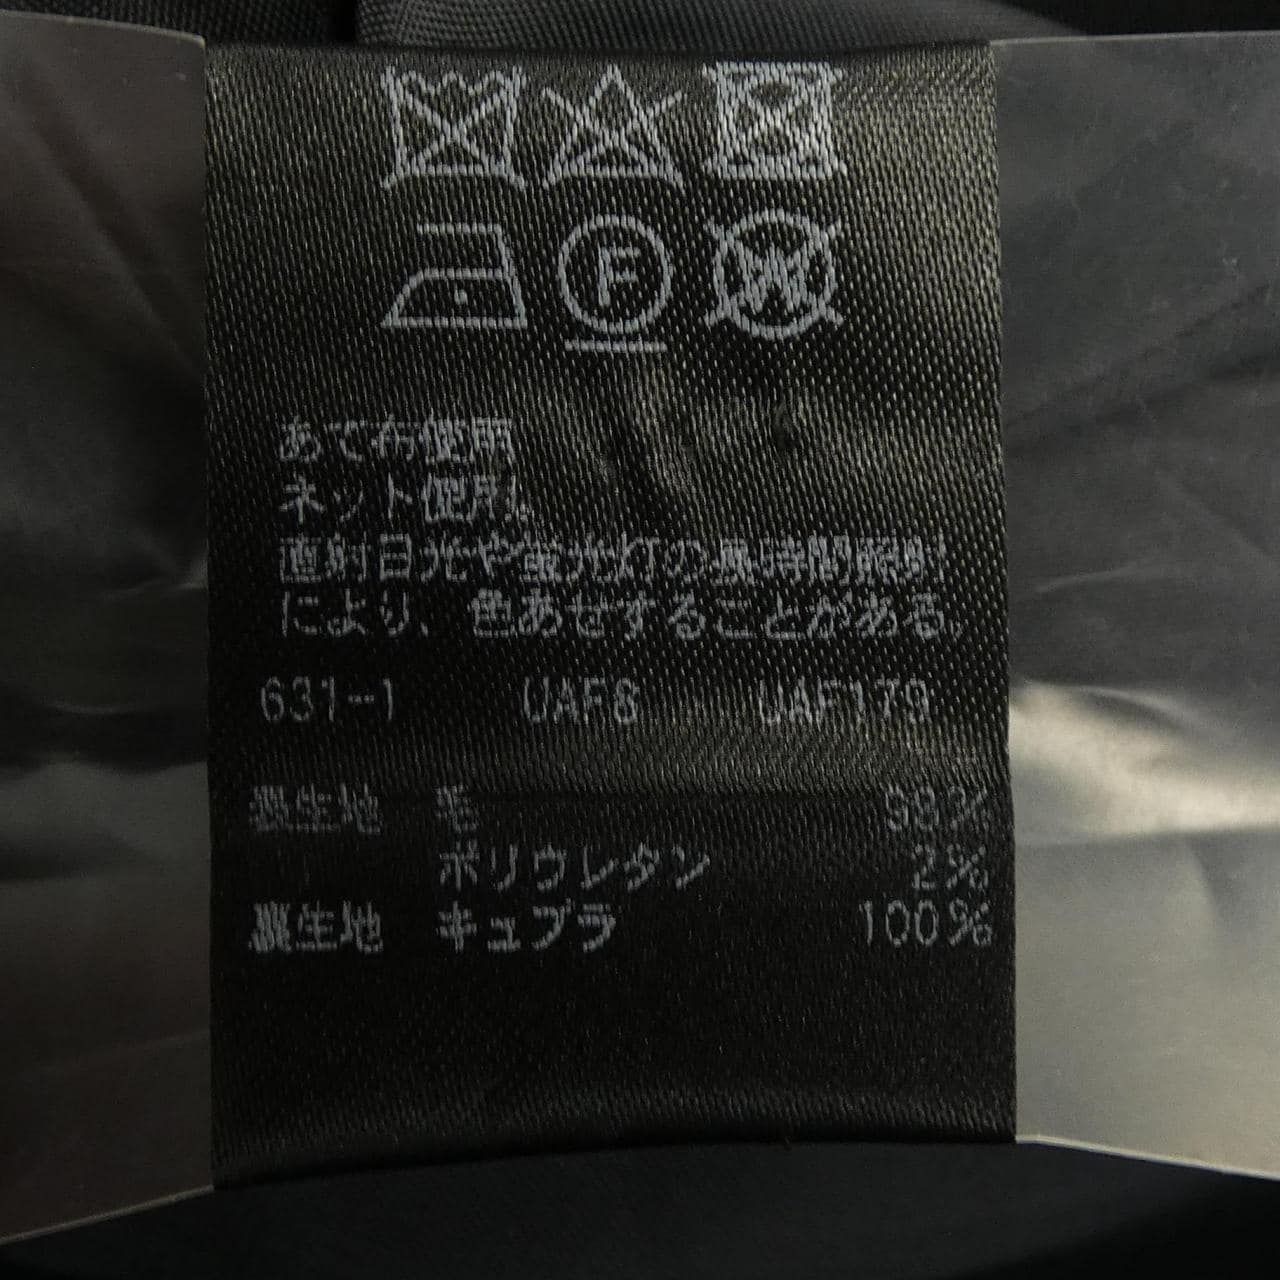 F
W
あて布使用
ネット使用。
直射日光や蛍光灯の長時間照射
により、色あせすることがある。
631-1 UAF8 UAF179
表生地 毛 98%
ポリウレタン 2%
裏生地 キュプラ 100%